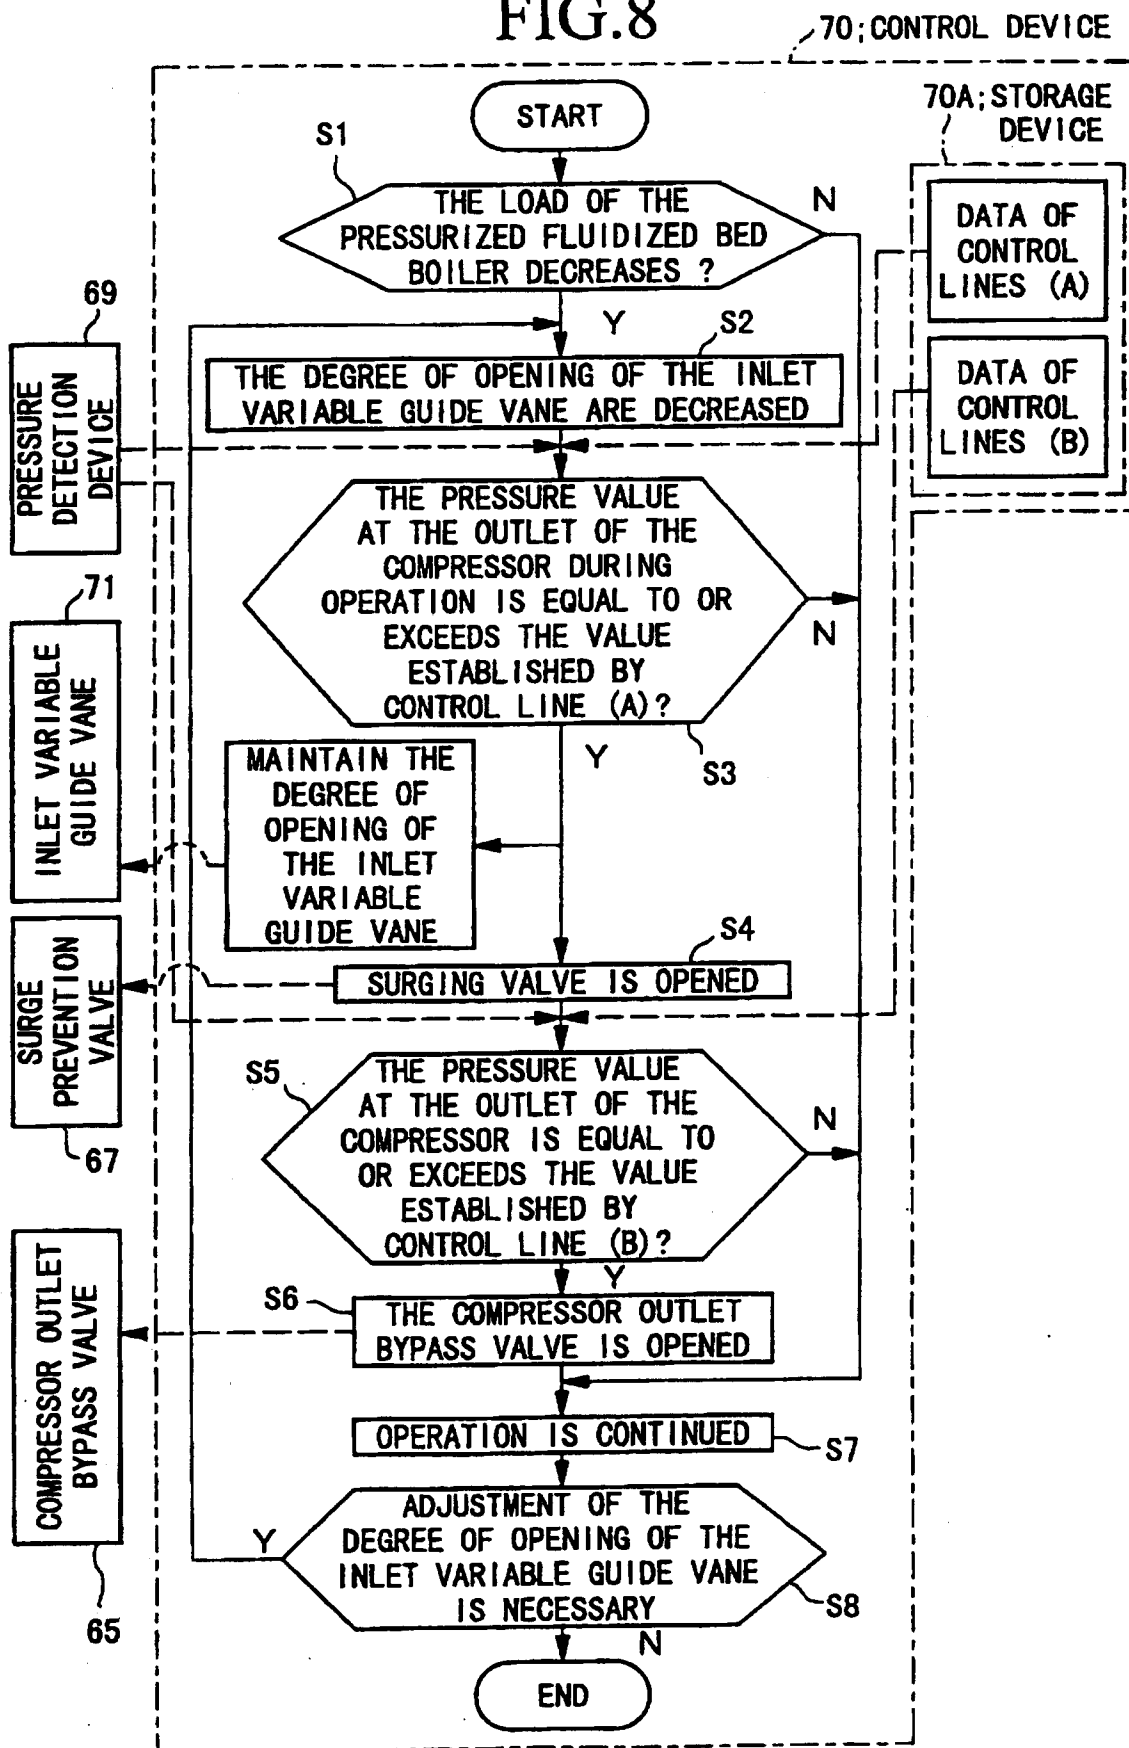 FIG.8
70;CONTROL DEVICE
70A;STORAGE
DEVICE
START
S1
THE LOAD OF THE
PRESSURIZED FLUIDIZED BED
BOILER DECREASES ?
N
Y
DATA OF
CONTROL
LINES (A)
DATA OF
CONTROL
LINES (B)
69
PRESSURE
DETECTION
DEVICE
S2
THE DEGREE OF OPENING OF THE INLET
VARIABLE GUIDE VANE ARE DECREASED
THE PRESSURE VALUE
AT THE OUTLET OF THE
COMPRESSOR DURING
OPERATION IS EQUAL TO OR
EXCEEDS THE VALUE
ESTABLISHED BY
CONTROL LINE (A)?
N
S3
Y
71
INLET VARIABLE
GUIDE VANE
MAINTAIN THE
DEGREE OF
OPENING OF
THE INLET
VARIABLE
GUIDE VANE
S4
SURGING VALVE IS OPENED
SURGE
PREVENTION
VALVE
67
S5
THE PRESSURE VALUE
AT THE OUTLET OF THE
COMPRESSOR IS EQUAL TO
OR EXCEEDS THE VALUE
ESTABLISHED BY
CONTROL LINE (B)?
N
Y
S6
THE COMPRESSOR OUTLET
BYPASS VALVE IS OPENED
COMPRESSOR OUTLET
BYPASS VALVE
65
OPERATION IS CONTINUED
S7
ADJUSTMENT OF THE
DEGREE OF OPENING OF THE
INLET VARIABLE GUIDE VANE
IS NECESSARY
Y
S8
N
END